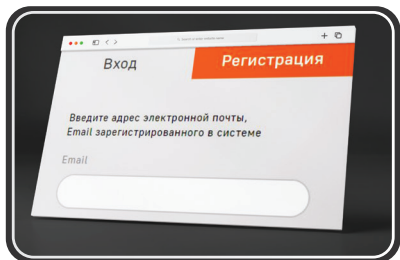 Вход
Регистрация
Введите адрес электронной почты,
Email зарегистрированного в системе
Email